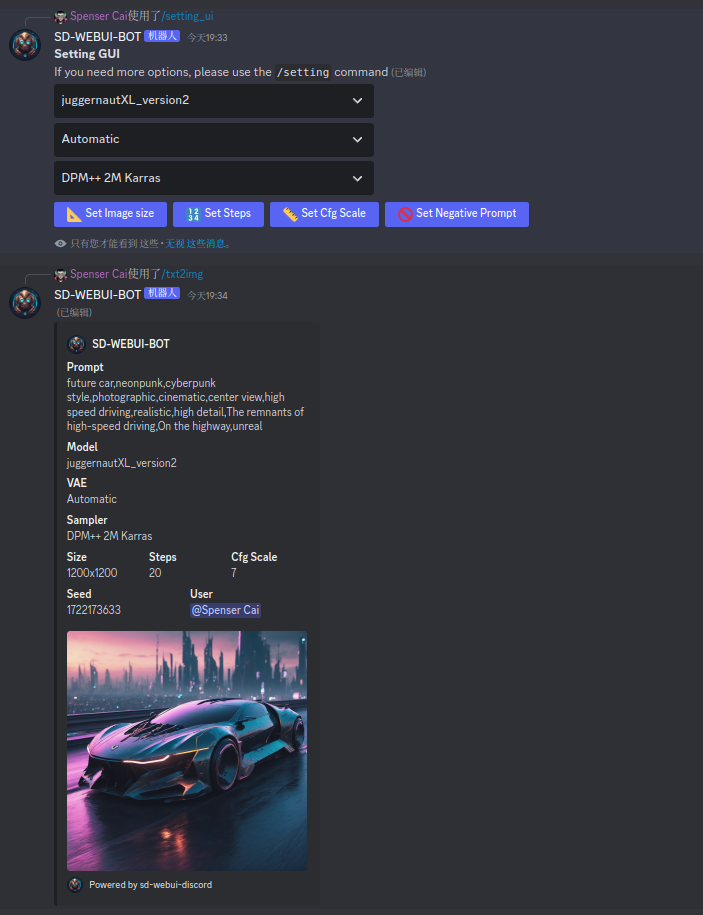 Spenser Cai使用了/setting_ui
SD-WEBUI-BOT 机器人 今天19:33
Setting GUI
If you need more options, please use the /setting command (已编辑)
juggernautXL_version2
Automatic
DPM++ 2M Karras
Set Image size 1234 Set Steps Set Cfg Scale Set Negative Prompt
只有您才能看到 这些 • 无视 这些消息。
Spenser Cai使用了/txt2img
SD-WEBUI-BOT 机器人 今天19:34
(已编辑)
SD-WEBUI-BOT
Prompt
future car,neonpunk,cyberpunk
style,photographic,cinematic,center view,high
speed driving,realistic,high detail,The remnants of
high-speed driving,On the highway,unreal
Model
juggernautXL_version2
VAE
Automatic
Sampler
DPM++ 2M Karras
Size Steps Cfg Scale
1200x1200 20 7
Seed User
1722173633 @Spenser Cai
Powered by sd-webui-discord